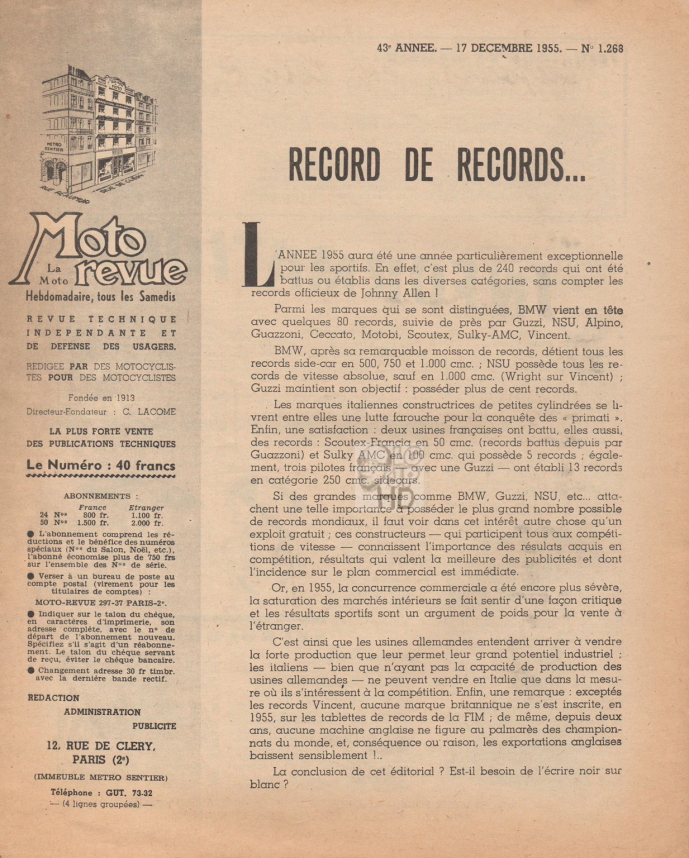 43e ANNEE. — 17 DECEMBRE 1955. — No 1.268
METRO
SENTIER
RUE REAUMUR
RUE DE CLERY
Moto
revue
La
Moto
Hebdomadaire, tous les Samedis
REVUE TECHNIQUE
INDEPENDANTE ET
DE DEFENSE DES USAGERS.
REDIGEE PAR DES MOTOCYCLIS-
TES POUR DES MOTOCYCLISTES
Fondée en 1913
Directeur-Fondateur : C. LACOME
LA PLUS FORTE VENTE
DES PUBLICATIONS TECHNIQUES
Le Numéro : 40 francs
ABONNEMENTS :
France Etranger
24 Nos 800 fr. 1.100 fr.
50 Nos 1.500 fr. 2.000 fr.
● L'abonnement comprend les ré-
ductions et le bénéfice des numéros
spéciaux (Nos du Salon, Noël, etc.),
l'abonné économise plus de 750 frs
sur l'ensemble des Nos de série.
● Verser à un bureau de poste au
compte postal (virement pour les
titulaires de comptes) :
MOTO-REVUE 297-37 PARIS-2e.
● Indiquer sur le talon du chèque,
en caractères d'imprimerie, son
adresse complète, avec le no de
départ de l'abonnement nouveau.
Spécifiez s'il s'agit d'un réabonne-
ment. Le talon du chèque servant
de reçu, éviter le chèque bancaire.
● Changement adresse 30 fr timbr.
avec la dernière bande rectif.
REDACTION
ADMINISTRATION
PUBLICITE
12, RUE DE CLERY,
PARIS (2e)
(IMMEUBLE METRO SENTIER)
Téléphone : GUT. 73-32
— (4 lignes groupées) —
RECORD DE RECORDS...
L'ANNEE 1955 aura été une année particulièrement exceptionnelle
pour les sportifs. En effet, c'est plus de 240 records qui ont été
battus ou établis dans les diverses catégories, sans compter les
records officieux de Johnny Allen !
Parmi les marques qui se sont distinguées, BMW vient en tête
avec quelques 80 records, suivie de près par Guzzi, NSU, Alpino,
Guazzoni, Ceccato, Motobi, Scoutex, Sulky-AMC, Vincent.
BMW, après sa remarquable moisson de records, détient tous les
records side-car en 500, 750 et 1.000 cmc. ; NSU possède tous les re-
cords de vitesse absolue, sauf en 1.000 cmc. (Wright sur Vincent) ;
Guzzi maintient son objectif : posséder plus de cent records.
Les marques italiennes constructrices de petites cylindrées se li-
vrent entre elles une lutte farouche pour la conquête des « primati ».
Enfin, une satisfaction : deux usines françaises ont battu, elles aussi,
des records : Scoutex-Francia en 50 cmc. (records battus depuis par
Guazzoni) et Sulky AMC en 100 cmc. qui possède 5 records ; égale-
ment, trois pilotes français — avec une Guzzi — ont établi 13 records
en catégorie 250 cmc. sidecars.
Si des grandes marques comme BMW, Guzzi, NSU, etc... atta-
chent une telle importance à posséder le plus grand nombre possible
de records mondiaux, il faut voir dans cet intérêt autre chose qu'un
exploit gratuit ; ces constructeurs — qui participent tous aux compéti-
tions de vitesse — connaissent l'importance des résulats acquis en
compétition, résultats qui valent la meilleure des publicités et dont
l'incidence sur le plan commercial est immédiate.
Or, en 1955, la concurrence commerciale a été encore plus sévère,
la saturation des marchés intérieurs se fait sentir d'une façon critique
et les résultats sportifs sont un argument de poids pour la vente à
l'étranger.
C'est ainsi que les usines allemandes entendent arriver à vendre
la forte production que leur permet leur grand potentiel industriel ;
les italiens — bien que n'ayant pas la capacité de production des
usines allemandes — ne peuvent vendre en Italie que dans la mesu-
re où ils s'intéressent à la compétition. Enfin, une remarque : exceptés
les records Vincent, aucune marque britannique ne s'est inscrite, en
1955, sur les tablettes de records de la FIM ; de même, depuis deux
ans, aucune machine anglaise ne figure au palmarès des champion-
nats du monde, et, conséquence ou raison, les exportations anglaises
baissent sensiblement !..
La conclusion de cet éditorial ? Est-il besoin de l'écrire noir sur
blanc ?